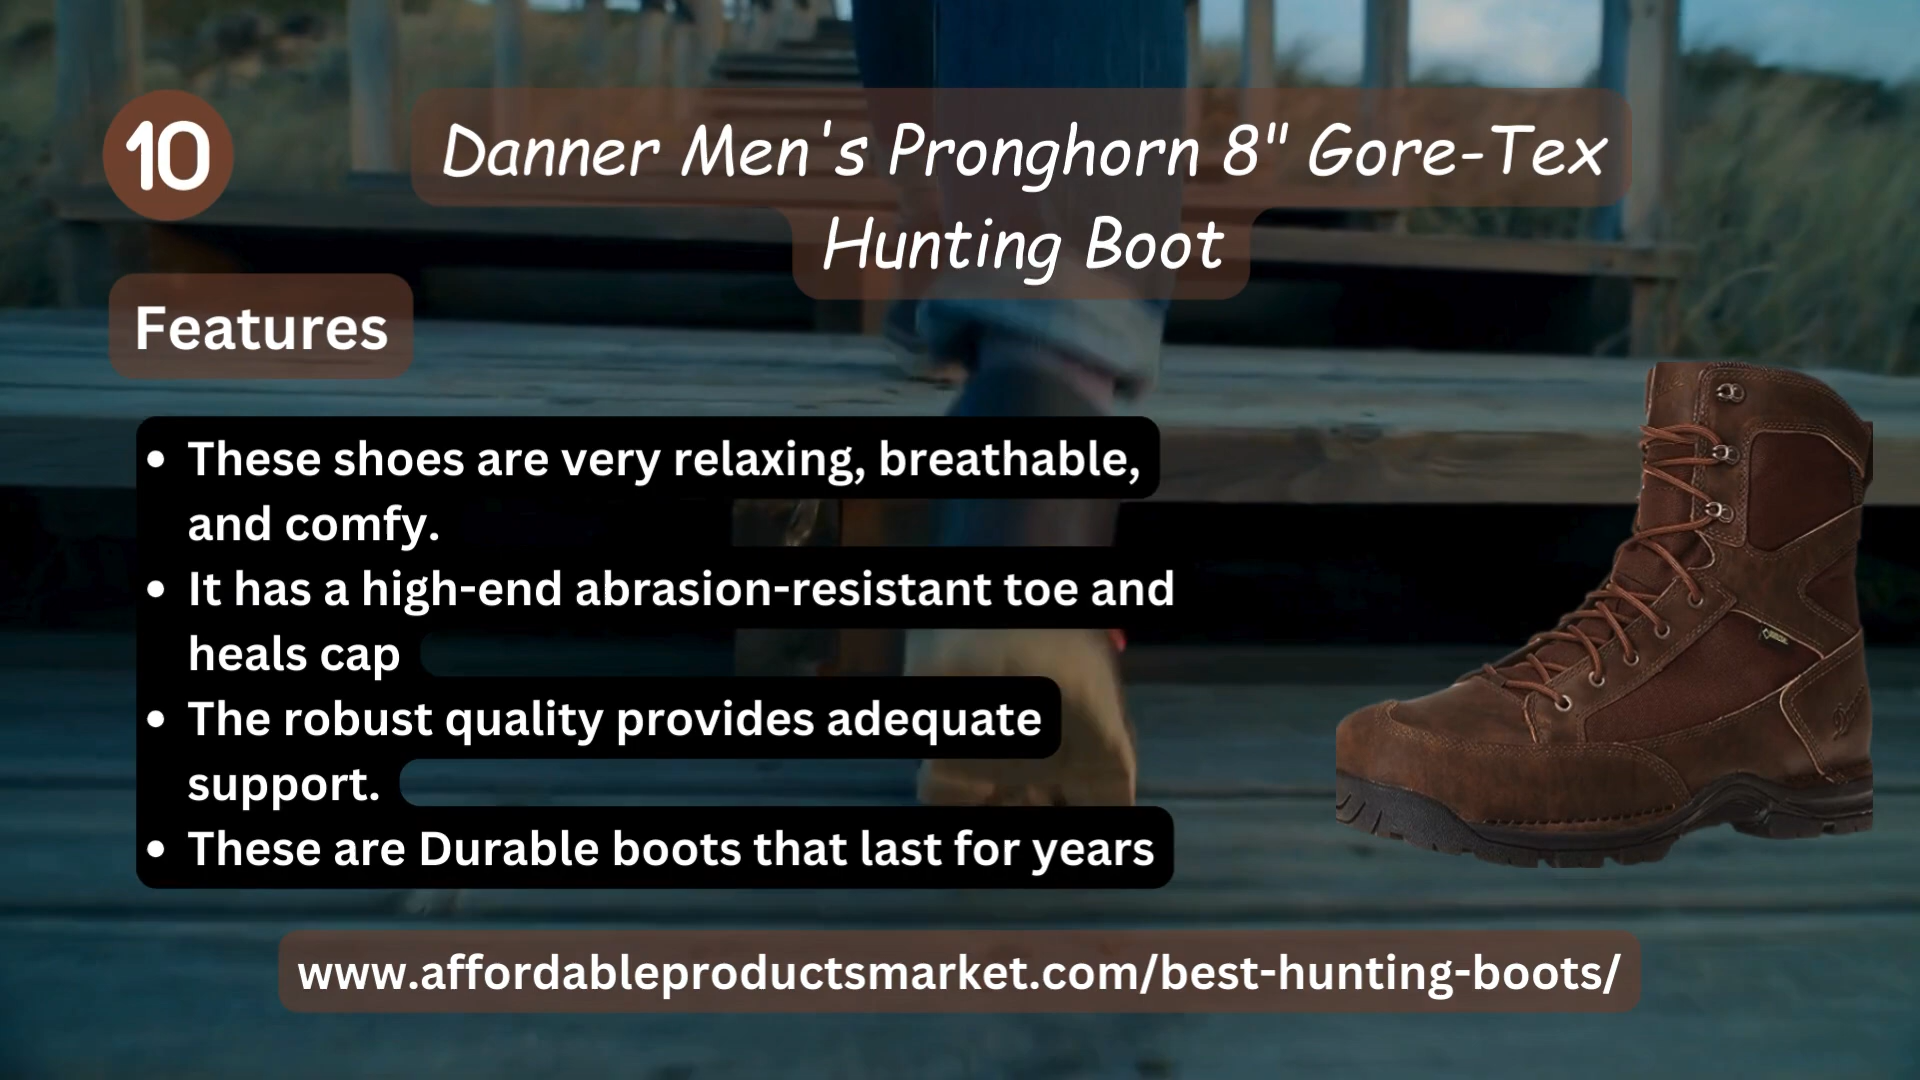 10
Danner Men's Pronghorn 8" Gore-Tex
Hunting Boot
Features
• These shoes are very relaxing, breathable,
and comfy.
• It has a high-end abrasion-resistant toe and
heals cap
• The robust quality provides adequate
support.
• These are Durable boots that last for years
www.affordableproductsmarket.com/best-hunting-boots/